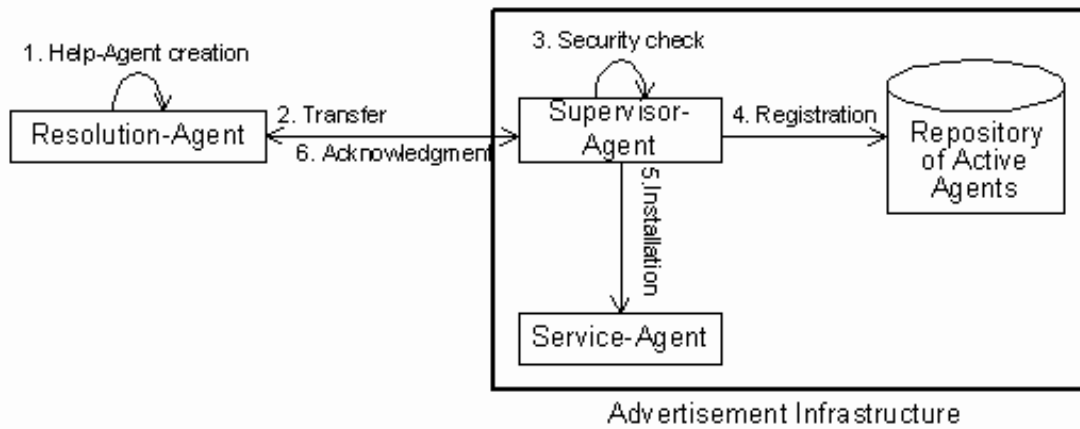 1. Help-Agent creation
3. Security check
Resolution-Agent
2. Transfer
6. Acknowledgment
Supervisor-
Agent
4. Registration
Repository
of Active
Agents
5.Installation
Service-Agent
Advertisement Infrastructure